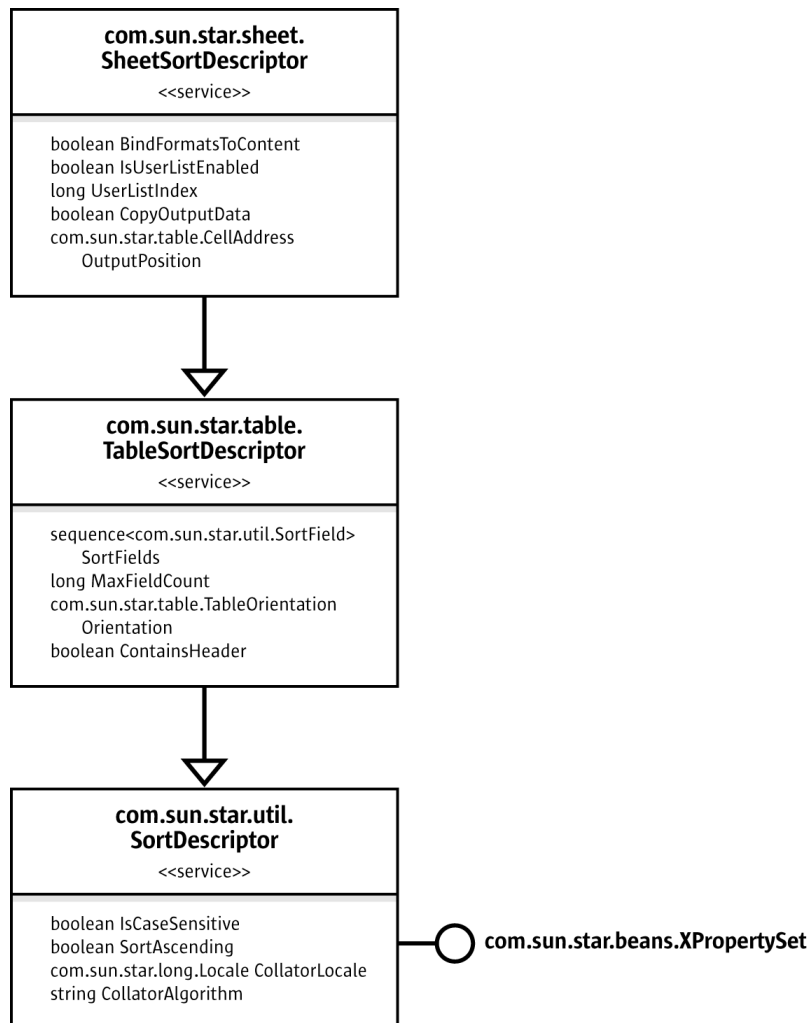 com.sun.star.sheet.
SheetSortDescriptor
<<service>>
boolean BindFormatsToContent
boolean IsUserListEnabled
long UserListIndex
boolean CopyOutputData
com.sun.star.table.CellAddress
OutputPosition
com.sun.star.table.
TableSortDescriptor
<<service>>
sequence<com.sun.star.util.SortField>
SortFields
long MaxFieldCount
com.sun.star.table.TableOrientation
Orientation
boolean ContainsHeader
com.sun.star.util.
SortDescriptor
<<service>>
boolean IsCaseSensitive
boolean SortAscending
com.sun.star.long.Locale CollatorLocale
string CollatorAlgorithm
com.sun.star.beans.XPropertySet